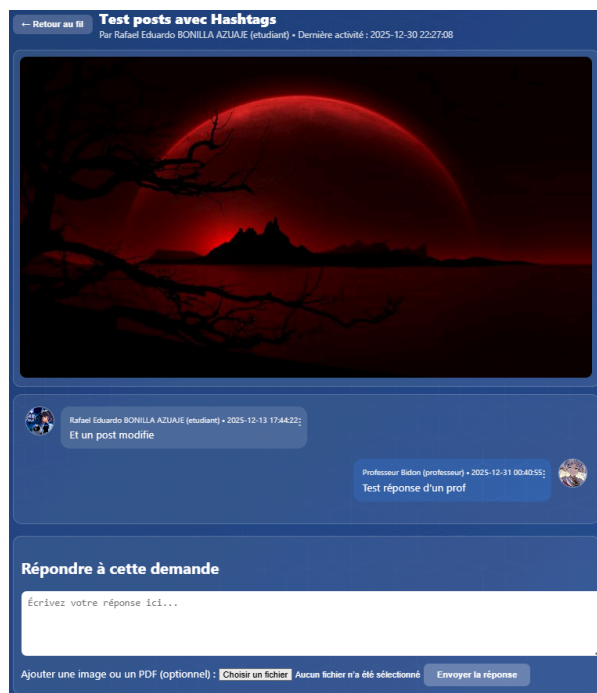 ← Retour au fil
Test posts avec Hashtags
Par Rafael Eduardo BONILLA AZUAJE (etudiant) • Dernière activité : 2025-12-30 22:27:08
Rafael Eduardo BONILLA AZUAJE (etudiant) • 2025-12-13 17:44:22
Et un post modifie
Professeur Bidon (professeur) • 2025-12-31 00:40:55
Test réponse d'un prof
Répondre à cette demande
Écrivez votre réponse ici...
Ajouter une image ou un PDF (optionnel) : Choisir un fichier Aucun fichier n'a été sélectionné Envoyer la réponse